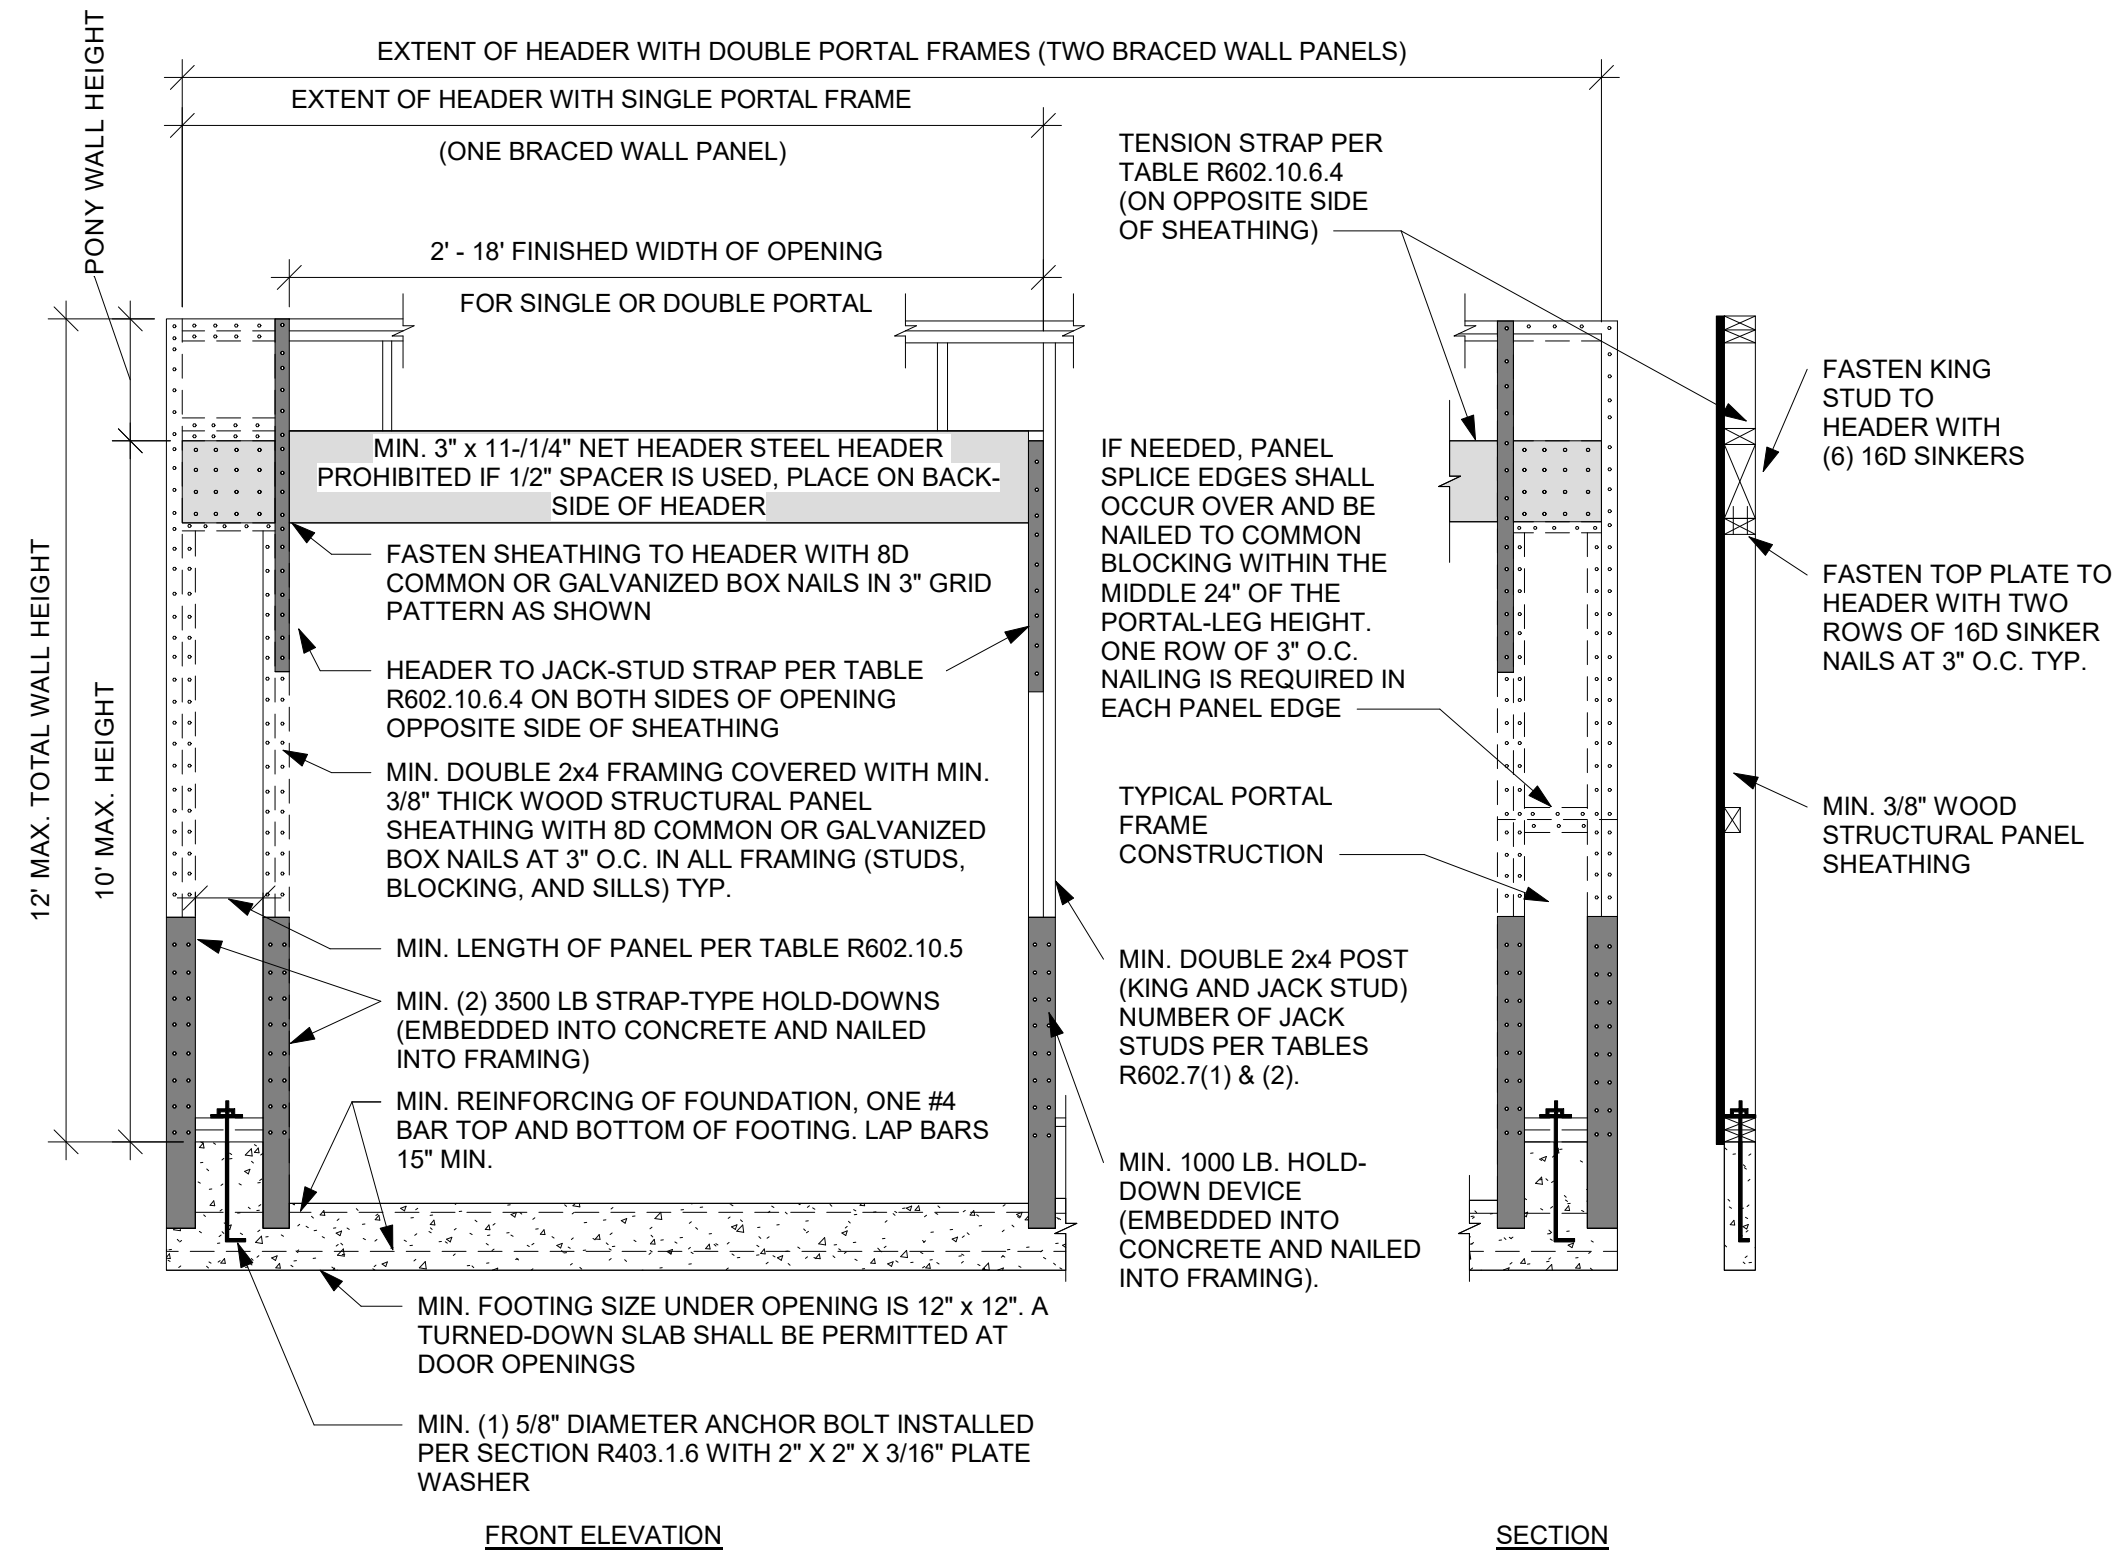 EXTENT OF HEADER WITH DOUBLE PORTAL FRAMES (TWO BRACED WALL PANELS)
EXTENT OF HEADER WITH SINGLE PORTAL FRAME
(ONE BRACED WALL PANEL)
2' - 18' FINISHED WIDTH OF OPENING
FOR SINGLE OR DOUBLE PORTAL
PONY WALL HEIGHT
12' MAX. TOTAL WALL HEIGHT
10' MAX. HEIGHT
MIN. 3" x 11-/1/4" NET HEADER STEEL HEADER
PROHIBITED IF 1/2" SPACER IS USED, PLACE ON BACK-
SIDE OF HEADER
FASTEN SHEATHING TO HEADER WITH 8D
COMMON OR GALVANIZED BOX NAILS IN 3" GRID
PATTERN AS SHOWN
HEADER TO JACK-STUD STRAP PER TABLE
R602.10.6.4 ON BOTH SIDES OF OPENING
OPPOSITE SIDE OF SHEATHING
MIN. DOUBLE 2x4 FRAMING COVERED WITH MIN.
3/8" THICK WOOD STRUCTURAL PANEL
SHEATHING WITH 8D COMMON OR GALVANIZED
BOX NAILS AT 3" O.C. IN ALL FRAMING (STUDS,
BLOCKING, AND SILLS) TYP.
MIN. LENGTH OF PANEL PER TABLE R602.10.5
MIN. (2) 3500 LB STRAP-TYPE HOLD-DOWNS
(EMBEDDED INTO CONCRETE AND NAILED
INTO FRAMING)
MIN. REINFORCING OF FOUNDATION, ONE #4
BAR TOP AND BOTTOM OF FOOTING. LAP BARS
15" MIN.
MIN. FOOTING SIZE UNDER OPENING IS 12" x 12". A
TURNED-DOWN SLAB SHALL BE PERMITTED AT
DOOR OPENINGS
MIN. (1) 5/8" DIAMETER ANCHOR BOLT INSTALLED
PER SECTION R403.1.6 WITH 2" X 2" X 3/16" PLATE
WASHER
FRONT ELEVATION
TENSION STRAP PER
TABLE R602.10.6.4
(ON OPPOSITE SIDE
OF SHEATHING)
IF NEEDED, PANEL
SPLICE EDGES SHALL
OCCUR OVER AND BE
NAILED TO COMMON
BLOCKING WITHIN THE
MIDDLE 24" OF THE
PORTAL-LEG HEIGHT.
ONE ROW OF 3" O.C.
NAILING IS REQUIRED IN
EACH PANEL EDGE
TYPICAL PORTAL
FRAME
CONSTRUCTION
MIN. DOUBLE 2x4 POST
(KING AND JACK STUD)
NUMBER OF JACK
STUDS PER TABLES
R602.7(1) & (2).
MIN. 1000 LB. HOLD-
DOWN DEVICE
(EMBEDDED INTO
CONCRETE AND NAILED
INTO FRAMING).
FASTEN KING
STUD TO
HEADER WITH
(6) 16D SINKERS
FASTEN TOP PLATE TO
HEADER WITH TWO
ROWS OF 16D SINKER
NAILS AT 3" O.C. TYP.
MIN. 3/8" WOOD
STRUCTURAL PANEL
SHEATHING
SECTION